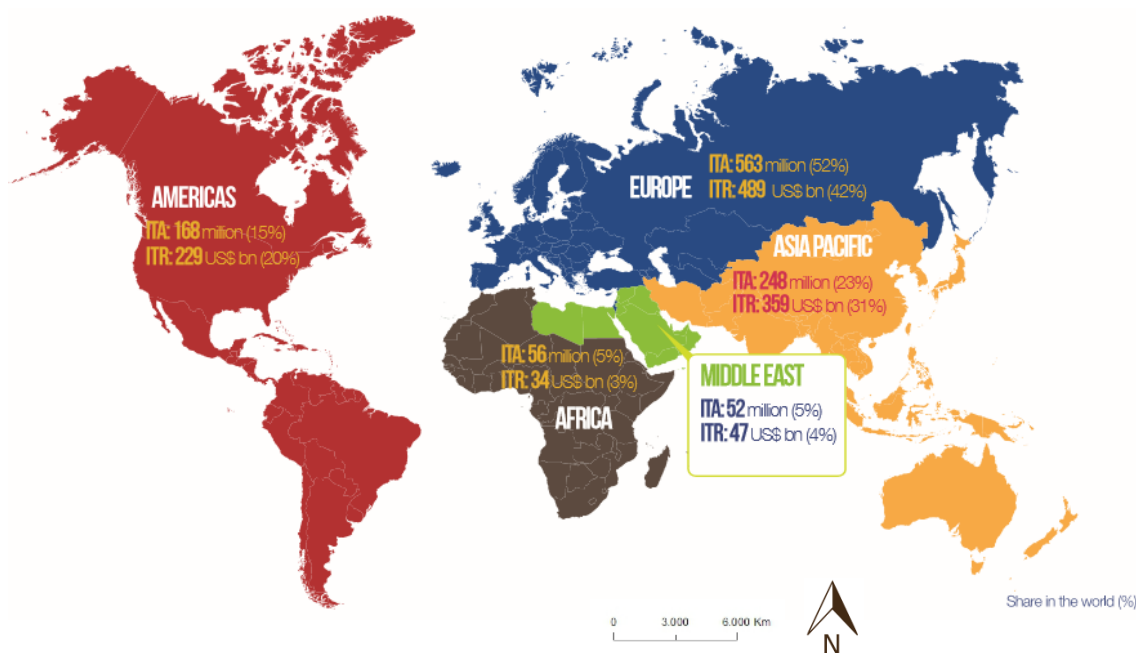 AMERICAS
ITA: 168 million (15%)
ITR: 229 US$ bn (20%)
EUROPE
ITA: 563 million (52%)
ITR: 489 US$ bn (42%)
ASIA PACIFIC
ITA: 248 million (23%)
ITR: 359 US$ bn (31%)
ITA: 56 million (5%)
ITR: 34 US$ bn (3%)
AFRICA
MIDDLE EAST
ITA: 52 million (5%)
ITR: 47 US$ bn (4%)
Share in the world (%)
0 3.000 6.000 Km
N